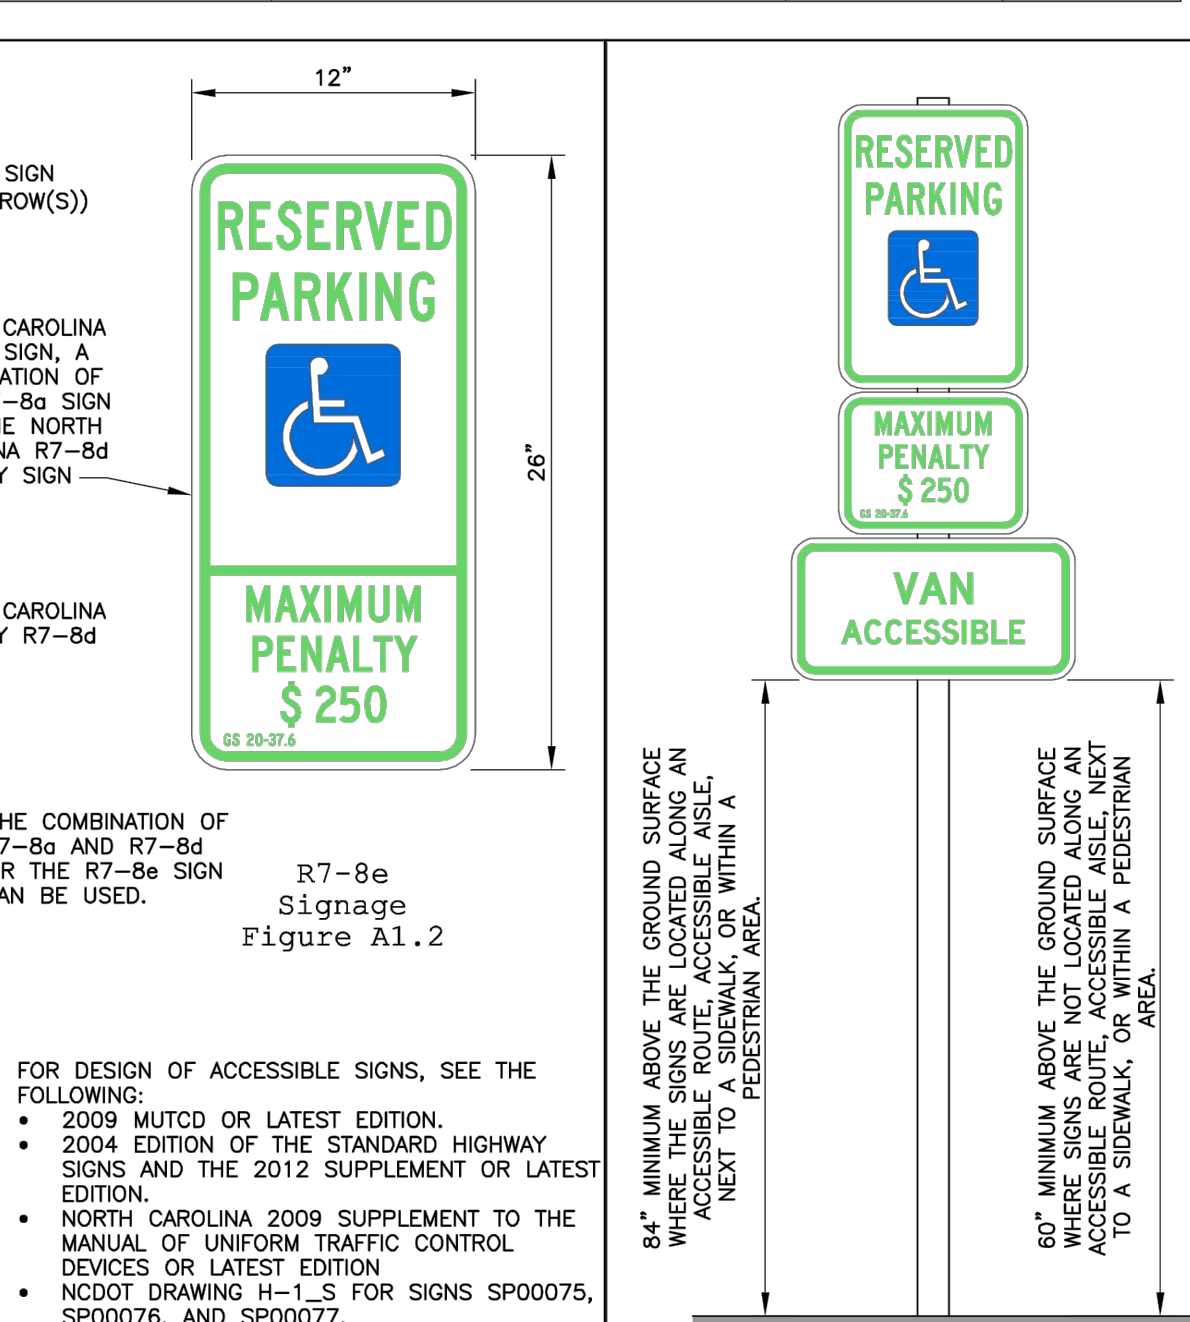 12"
SIGN
ROW(S))
RESERVED
PARKING
CAROLINA
SIGN, A
ATION OF
-8a SIGN
NORTH
R7-8d
SIGN
26"
MAXIMUM
PENALTY
$ 250
GS 20-37.6
CAROLINA
R7-8d
HE COMBINATION OF
7-8a AND R7-8d
R THE R7-8e SIGN
AN BE USED.
R7-8e
Signage
Figure A1.2
FOR DESIGN OF ACCESSIBLE SIGNS, SEE THE
FOLLOWING:
• 2009 MUTCD OR LATEST EDITION.
• 2004 EDITION OF THE STANDARD HIGHWAY
SIGNS AND THE 2012 SUPPLEMENT OR LATEST
EDITION.
• NORTH CAROLINA 2009 SUPPLEMENT TO THE
MANUAL OF UNIFORM TRAFFIC CONTROL
DEVICES OR LATEST EDITION
• NCDOT DRAWING H-1_S FOR SIGNS SP00075,
SP00076, AND SP00077.
RESERVED
PARKING
MAXIMUM
PENALTY
$ 250
GS 20-37.6
VAN
ACCESSIBLE
84" MINIMUM ABOVE THE GROUND SURFACE
WHERE THE SIGNS ARE LOCATED ALONG AN
ACCESSIBLE ROUTE, ACCESSIBLE AISLE,
NEXT TO A SIDEWALK, OR WITHIN A
PEDESTRIAN AREA.
60" MINIMUM ABOVE THE GROUND SURFACE
WHERE SIGNS ARE NOT LOCATED ALONG AN
ACCESSIBLE ROUTE, ACCESSIBLE AISLE, NEXT
TO A SIDEWALK, OR WITHIN A PEDESTRIAN
AREA.